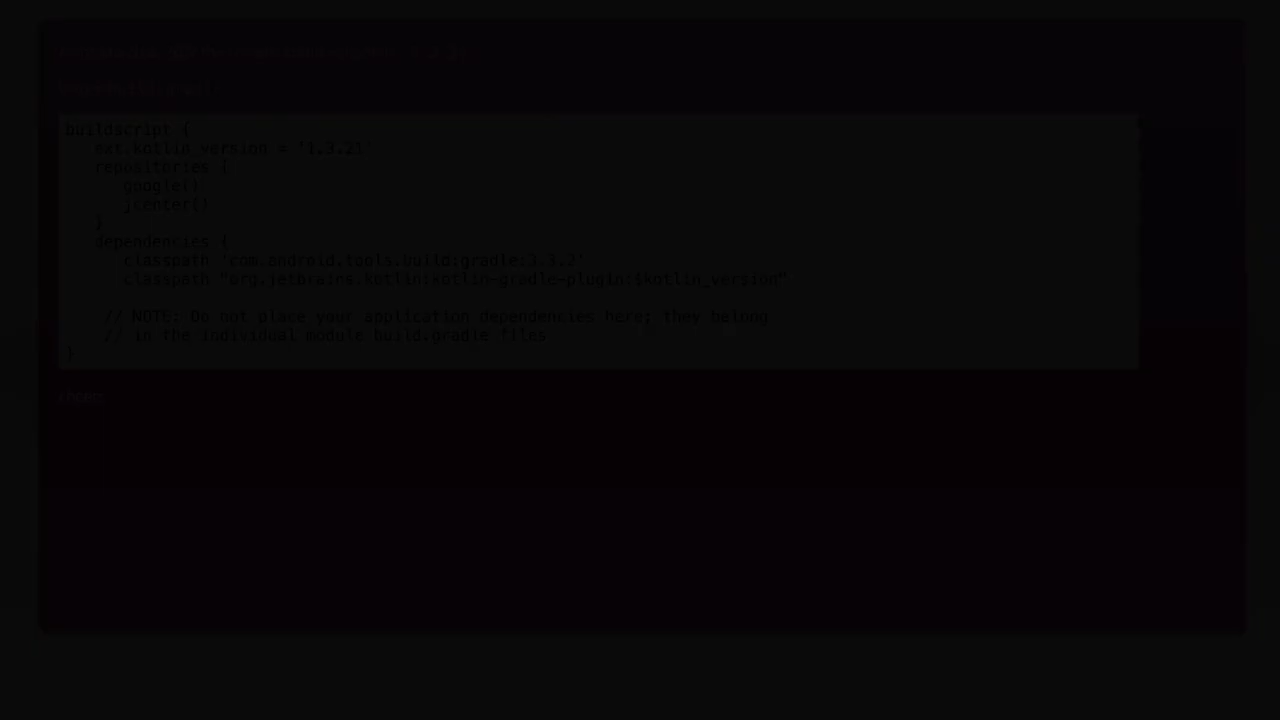 buildscript {
ext.kotlin_version = '1.3.21'
repositories {
google()
jcenter()
}
dependencies {
classpath 'com.android.tools.build:gradle:3.3.2'
classpath "org.jetbrains.kotlin:kotlin-gradle-plugin:$kotlin_version"
// NOTE: Do not place your application dependencies here; they belong
// in the individual module build.gradle files
}